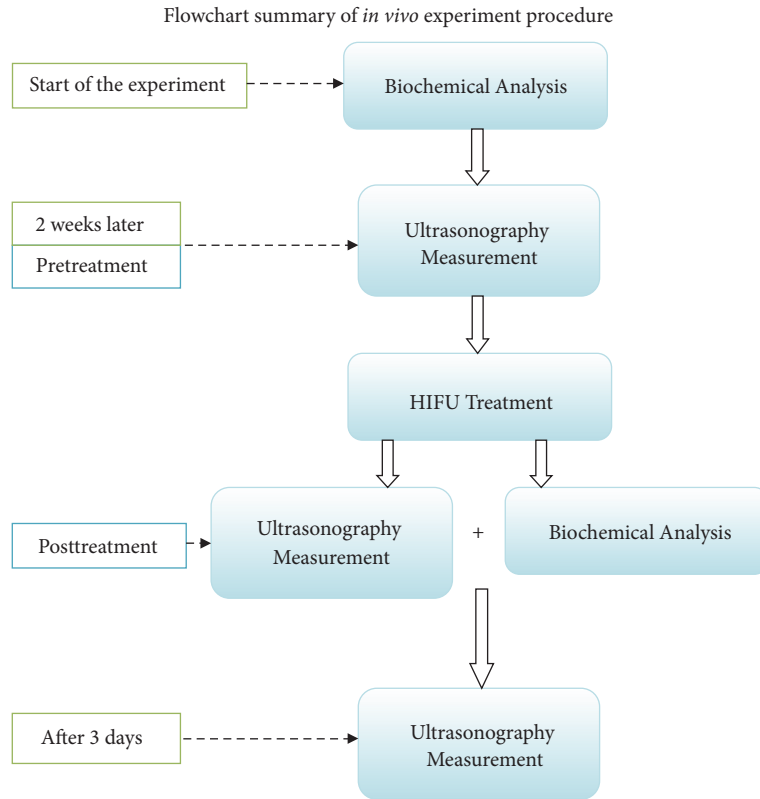 Flowchart summary of in vivo experiment procedure
Start of the experiment
Biochemical Analysis
2 weeks later
Pretreatment
Ultrasonography
Measurement
HIFU Treatment
Posttreatment
Ultrasonography
Measurement
+
Biochemical Analysis
After 3 days
Ultrasonography
Measurement